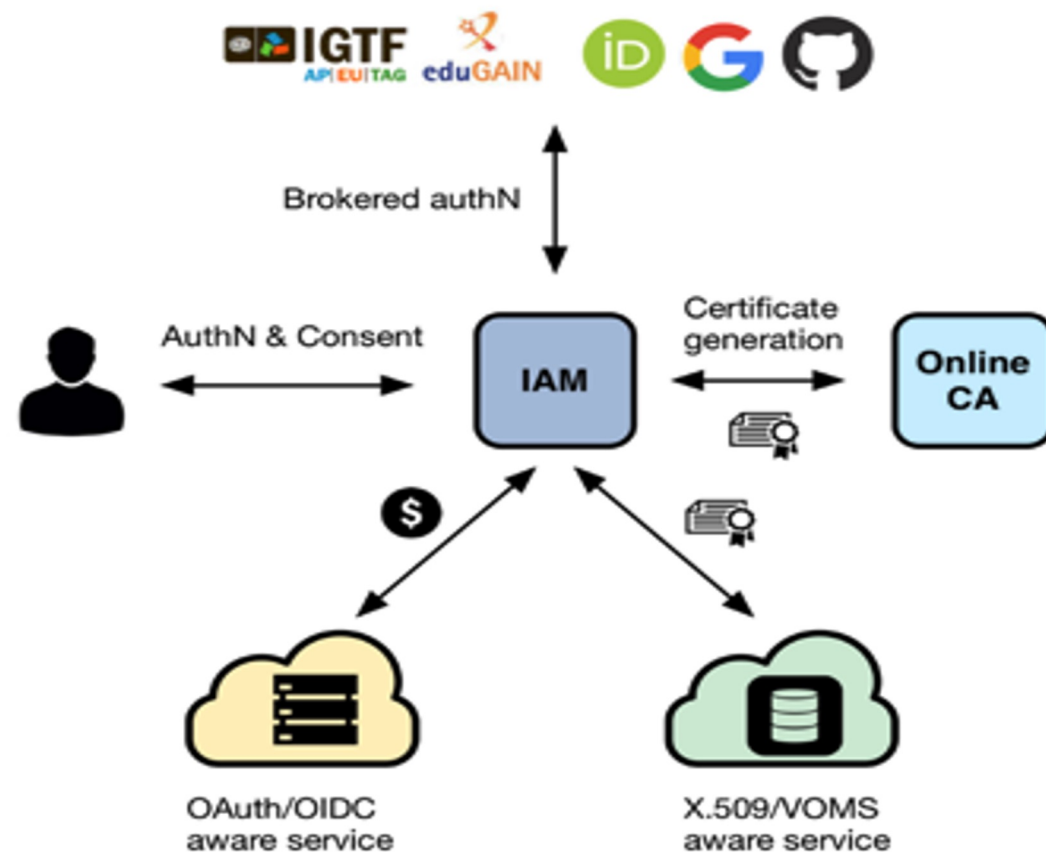 IGTF
AP|EU|TAG
eduGAIN
iD
G
Brokered authN
AuthN & Consent
Certificate
generation
IAM
Online
CA
$
OAuth/OIDC
aware service
X.509/VOMS
aware service